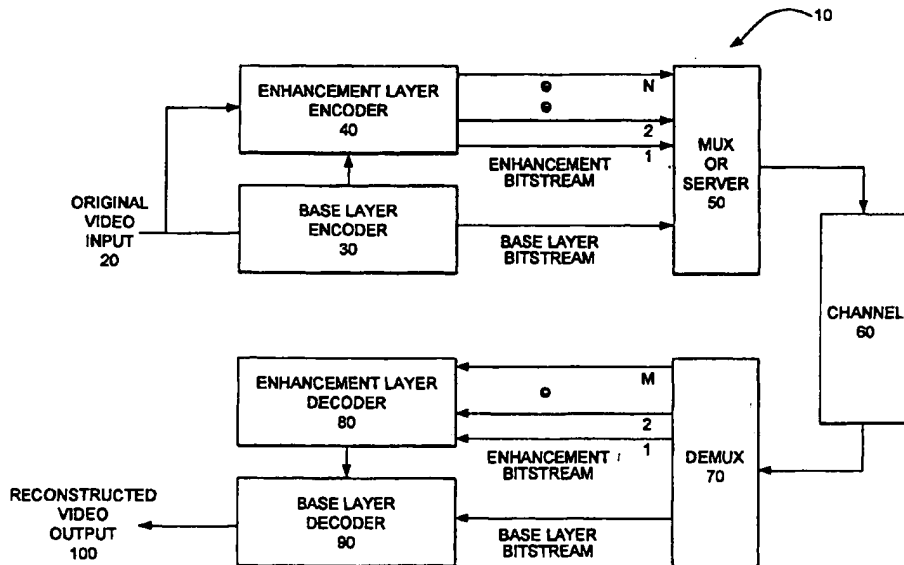 10
ENHANCEMENT LAYER
ENCODER
40
N
2
1
ENHANCEMENT
BITSTREAM
MUX
OR
SERVER
50
ORIGINAL
VIDEO
INPUT
20
BASE LAYER
ENCODER
30
BASE LAYER
BITSTREAM
CHANNEL
60
ENHANCEMENT LAYER
DECODER
80
M
2
1
ENHANCEMENT
BITSTREAM
DEMUX
70
RECONSTRUCTED
VIDEO
OUTPUT
100
BASE LAYER
DECODER
90
BASE LAYER
BITSTREAM